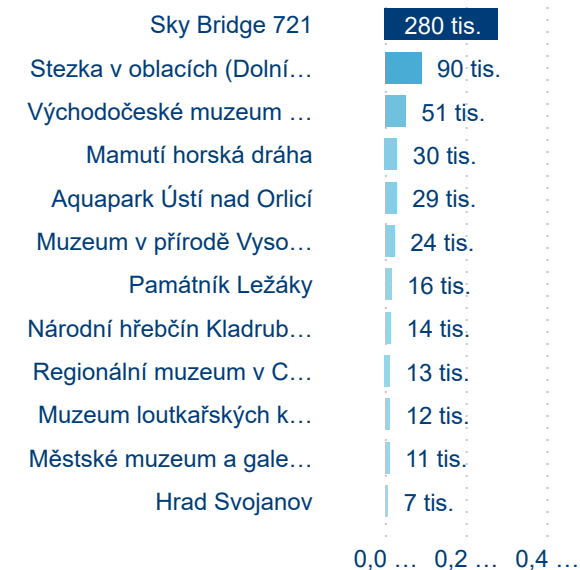 Sky Bridge 721 280 tis.
Stezka v oblacích (Dolní… 90 tis.
Východočeské muzeum … 51 tis.
Mamutí horská dráha 30 tis.
Aquapark Ústí nad Orlicí 29 tis.
Muzeum v přírodě Vyso… 24 tis.
Památník Ležáky 16 tis.
Národní hřebčín Kladrub… 14 tis.
Regionální muzeum v C… 13 tis.
Muzeum loutkařských k… 12 tis.
Městské muzeum a gale… 11 tis.
Hrad Svojanov 7 tis.
0,0 … 0,2 … 0,4 …